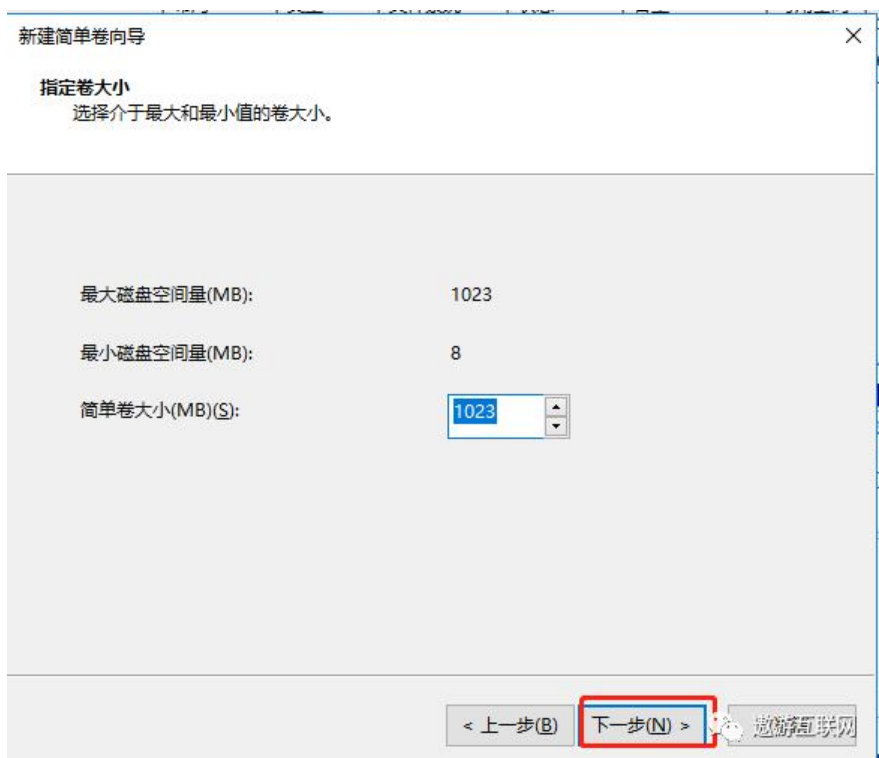 新建简单卷向导
指定卷大小
选择介于最大和最小值的卷大小。
最大磁盘空间量(MB): 1023
最小磁盘空间量(MB): 8
简单卷大小(MB)(S): 1023
< 上一步(B) 下一步(N) >
遨游互联网